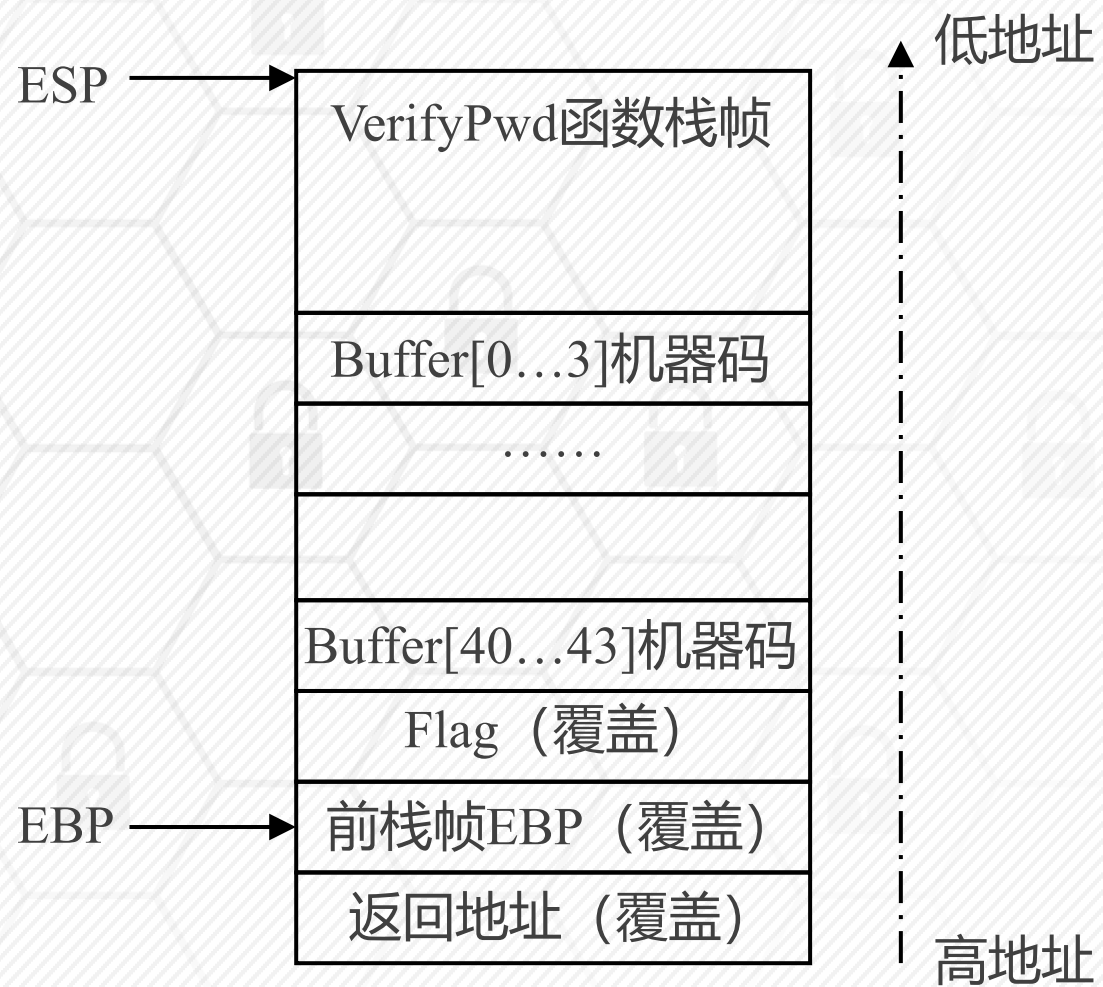 低地址
ESP
VerifyPwd函数栈帧
Buffer[0…3]机器码
……
Buffer[40…43]机器码
Flag（覆盖）
EBP
前栈帧EBP（覆盖）
返回地址（覆盖）
高地址